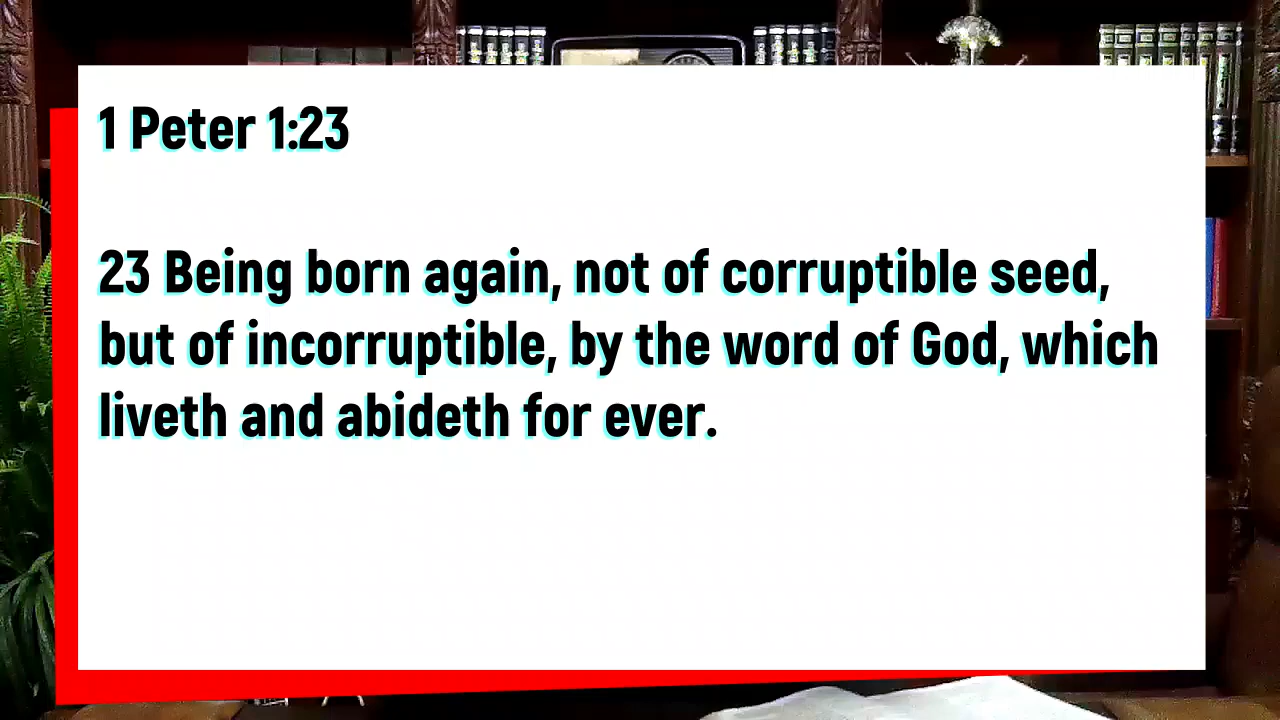 1 Peter 1:23
23 Being born again, not of corruptible seed,
but of incorruptible, by the word of God, which
liveth and abideth for ever.